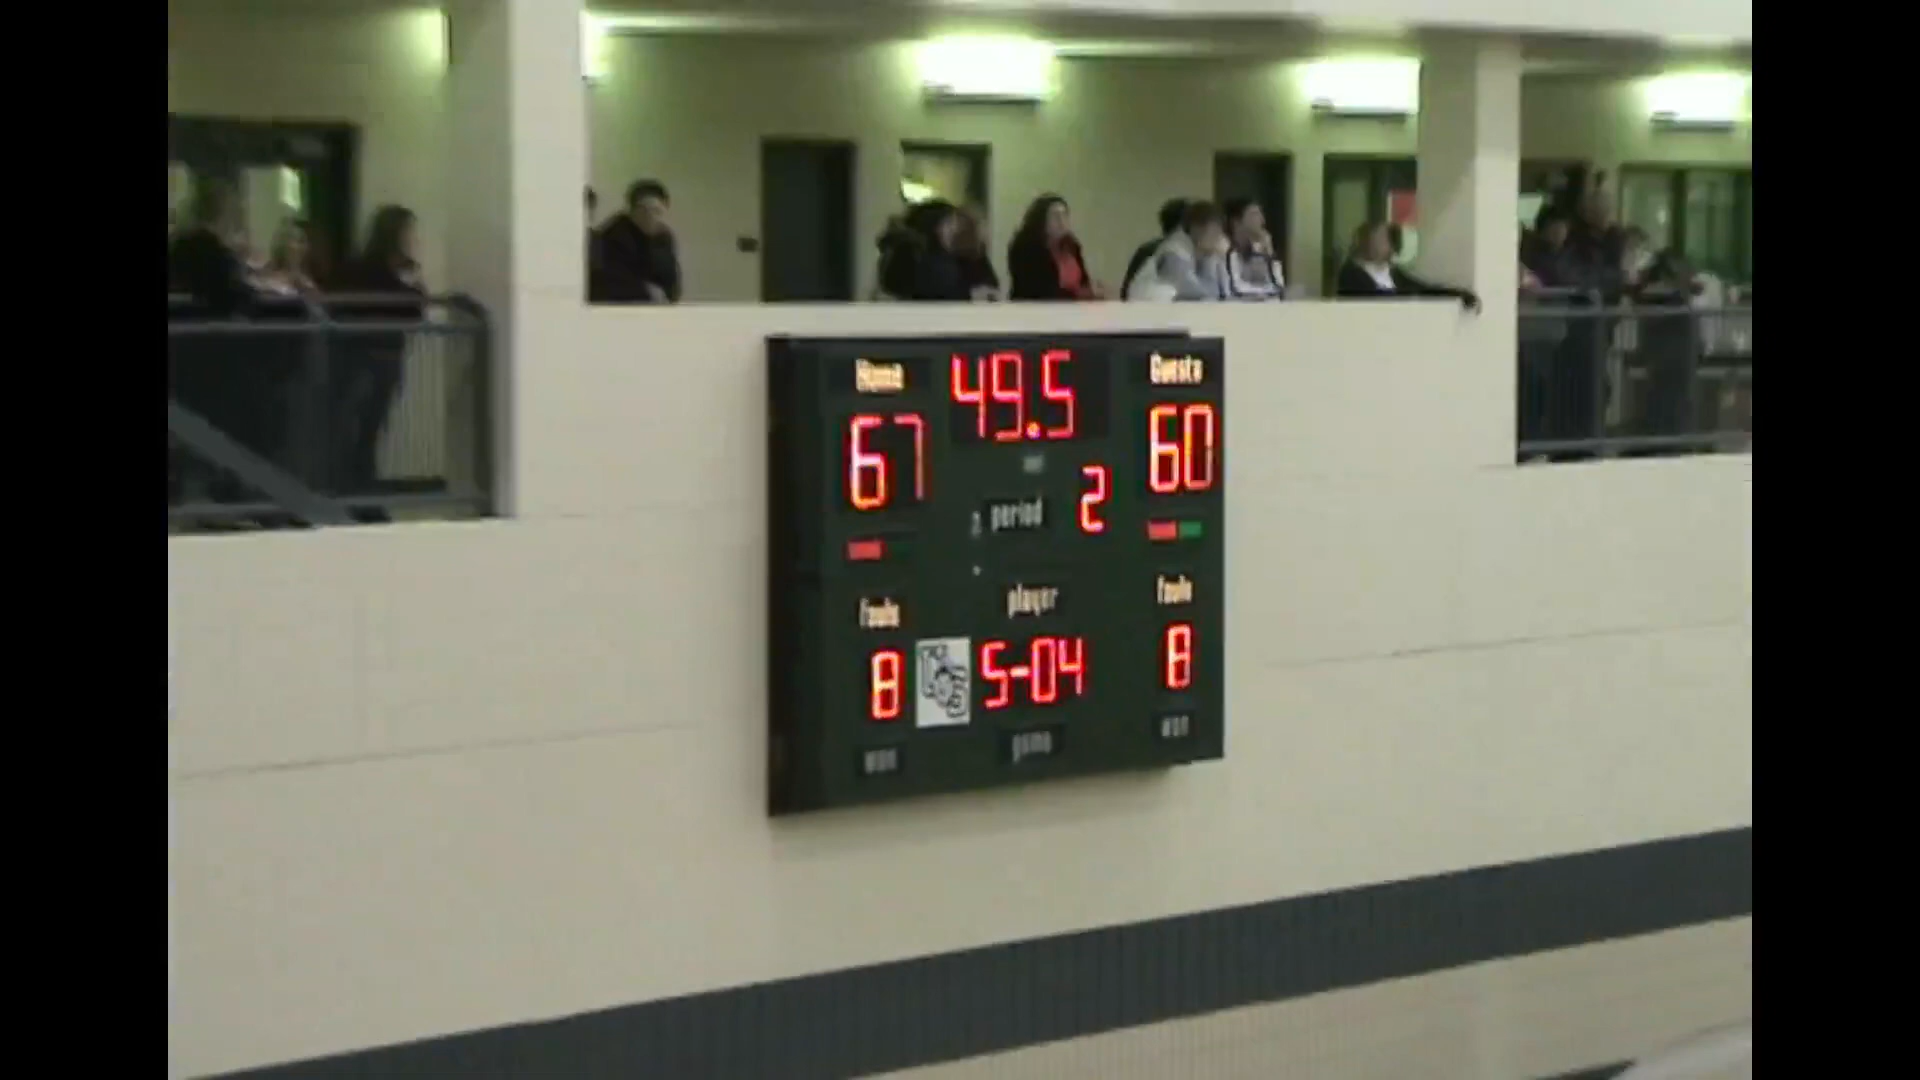 Home 49.5 Guests
67 60
period 2
fouls player fouls
8 5-04 8
won game won